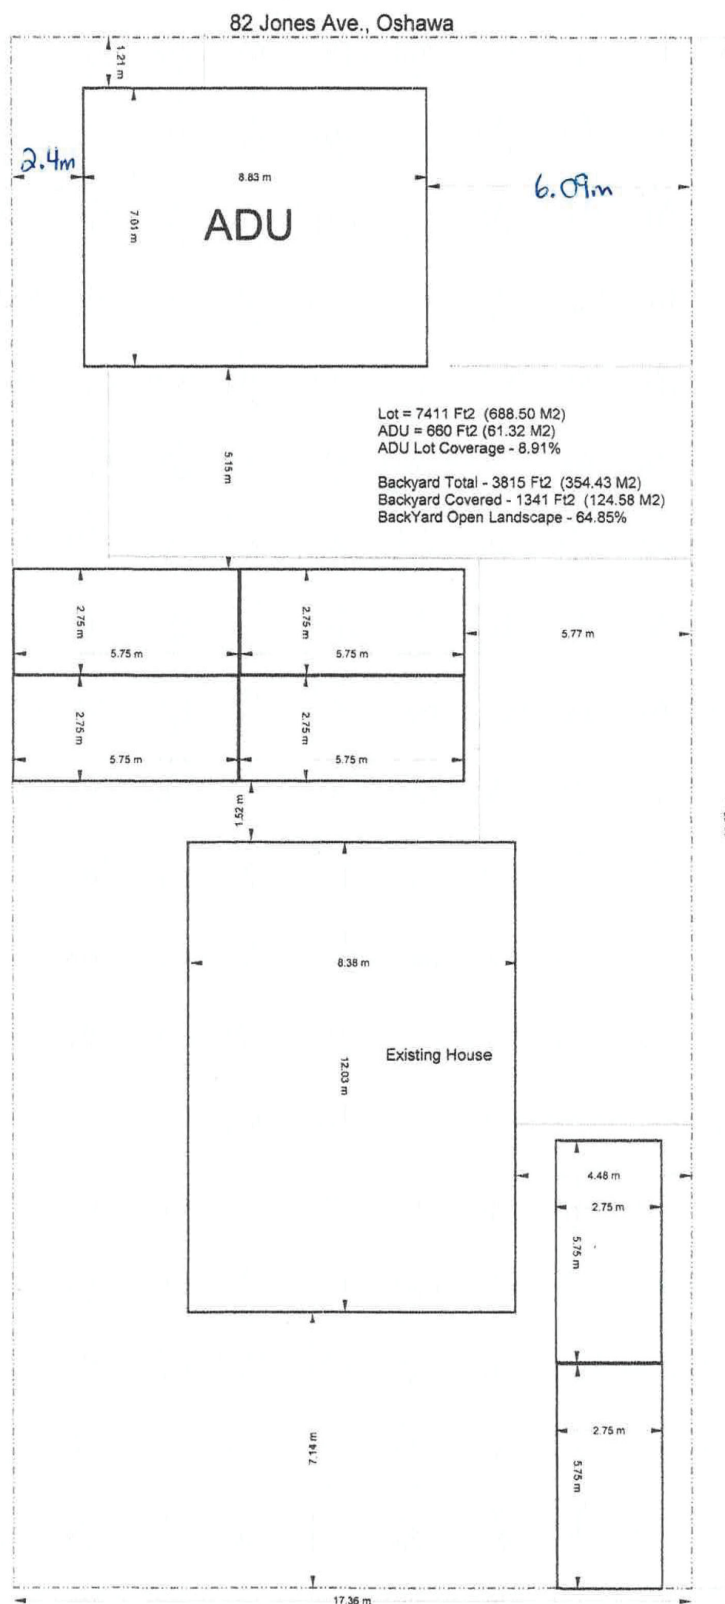 82 Jones Ave., Oshawa
1.21 m
2.4m
8.83 m
6.09m
7.01 m
ADU
Lot = 7411 Ft2 (688.50 M2)
ADU = 660 Ft2 (61.32 M2)
ADU Lot Coverage - 8.91%
5.15 m
Backyard Total - 3815 Ft2 (354.43 M2)
Backyard Covered - 1341 Ft2 (124.58 M2)
BackYard Open Landscape - 64.85%
2.75 m
2.75 m
5.77 m
5.75 m
5.75 m
2.75 m
2.75 m
5.75 m
5.75 m
1.52 m
8.38 m
Existing House
12.03 m
4.48 m
2.75 m
5.75 m
2.75 m
7.14 m
5.75 m
17.36 m